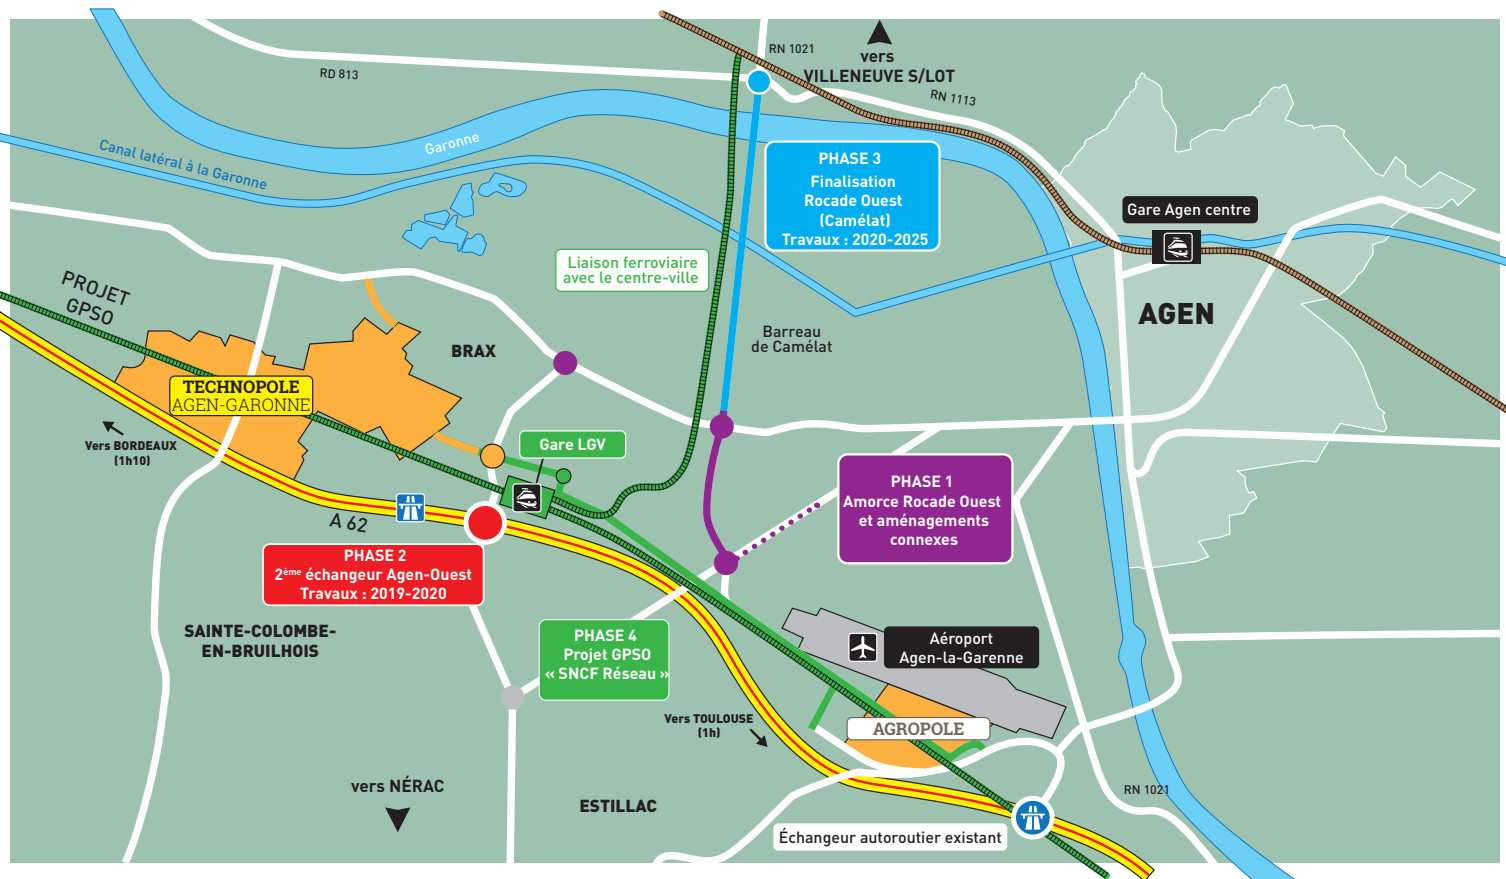 RN 1021
vers
VILLENEUVE S/LOT
RD 813
RN 1113
Garonne
Canal latéral à la Garonne
PHASE 3
Finalisation
Rocade Ouest
(Camélat)
Travaux : 2020-2025
Gare Agen centre
Liaison ferroviaire
avec le centre-ville
PROJET
GPSO
AGEN
Barreau
de Camélat
BRAX
TECHNOPOLE
AGEN-GARONNE
Vers BORDEAUX
(1h10)
Gare LGV
A 62
PHASE 1
Amorce Rocade Ouest
et aménagements
connexes
PHASE 2
2ème échangeur Agen-Ouest
Travaux : 2019-2020
SAINTE-COLOMBE-
EN-BRUILHOIS
PHASE 4
Projet GPSO
« SNCF Réseau »
Aéroport
Agen-la-Garenne
Vers TOULOUSE
(1h)
AGROPOLE
vers NÉRAC
ESTILLAC
RN 1021
Échangeur autoroutier existant